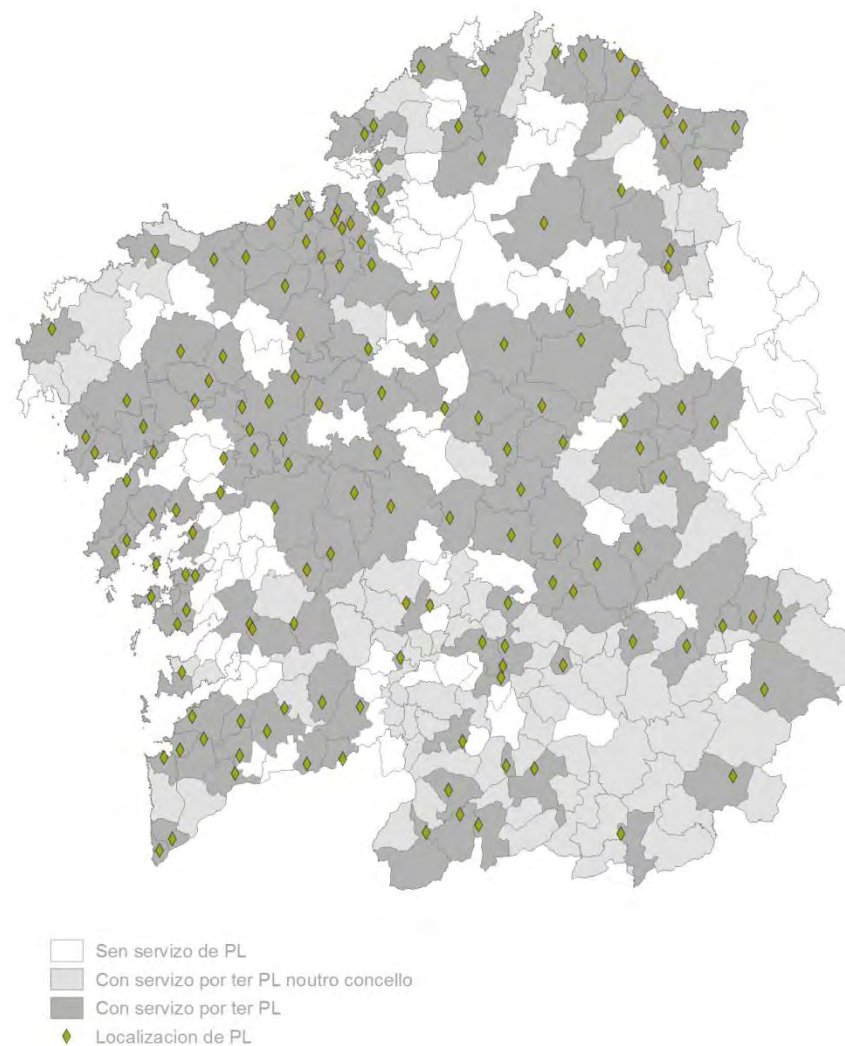 Sen servizo de PL
Con servizo por ter PL noutro concello
Con servizo por ter PL
Localizacion de PL